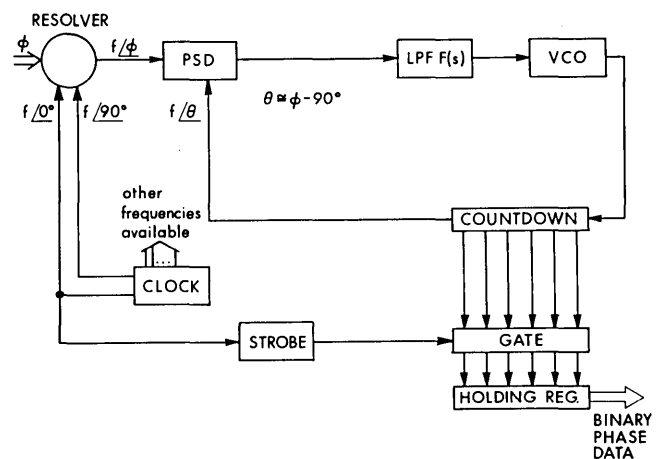 RESOLVER
ϕ
f/ϕ
PSD
LPF F(s)
VCO
f/0°
f/90°
f/θ
θ≅ϕ-90°
other
frequencies
available
...
CLOCK
COUNTDOWN
STROBE
GATE
HOLDING REG.
BINARY
PHASE
DATA